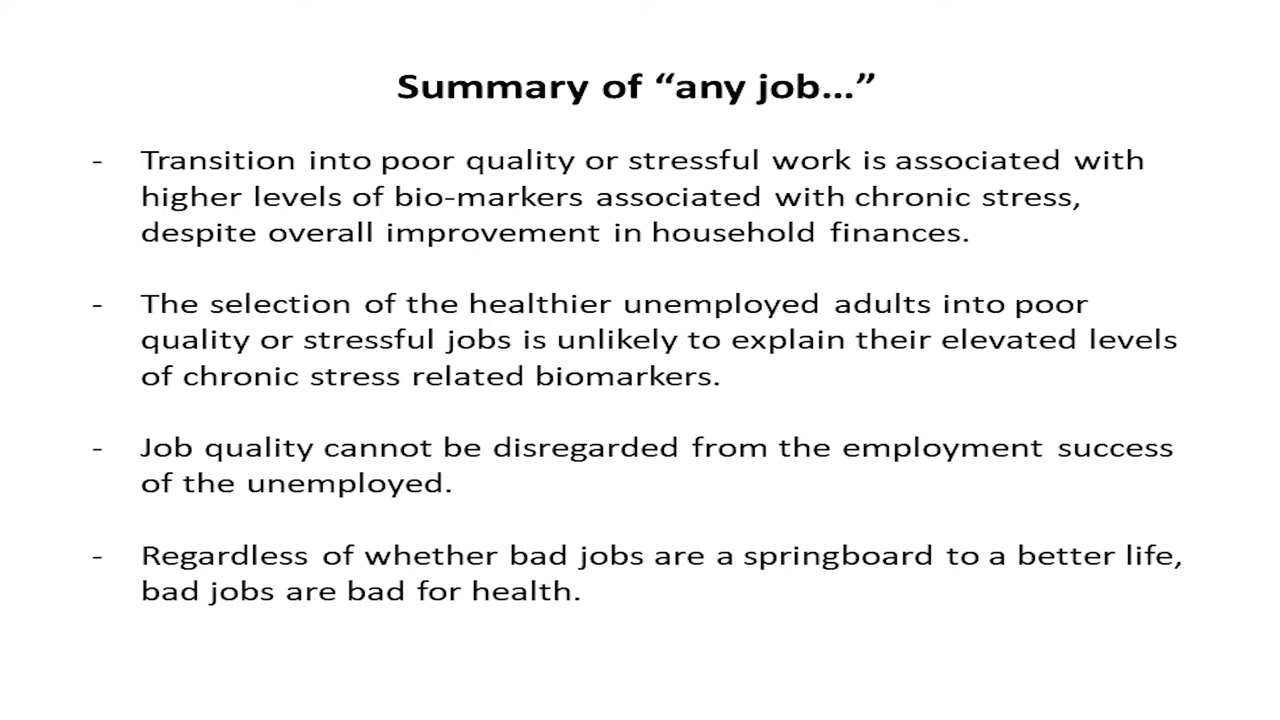 Summary of “any job…”
- Transition into poor quality or stressful work is associated with
higher levels of bio-markers associated with chronic stress,
despite overall improvement in household finances.
- The selection of the healthier unemployed adults into poor
quality or stressful jobs is unlikely to explain their elevated levels
of chronic stress related biomarkers.
- Job quality cannot be disregarded from the employment success
of the unemployed.
- Regardless of whether bad jobs are a springboard to a better life,
bad jobs are bad for health.